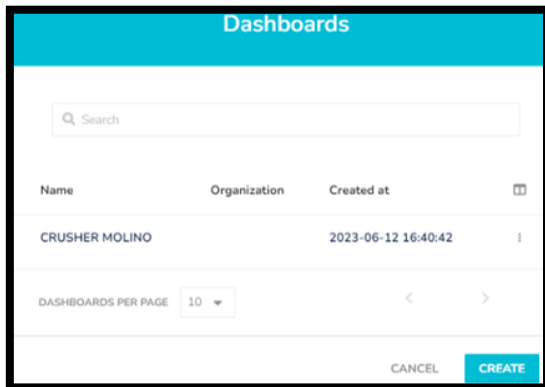 Dashboards
Search
Name Organization Created at
CRUSHER MOLINO 2023-06-12 16:40:42
DASHBOARDS PER PAGE 10
CANCEL CREATE